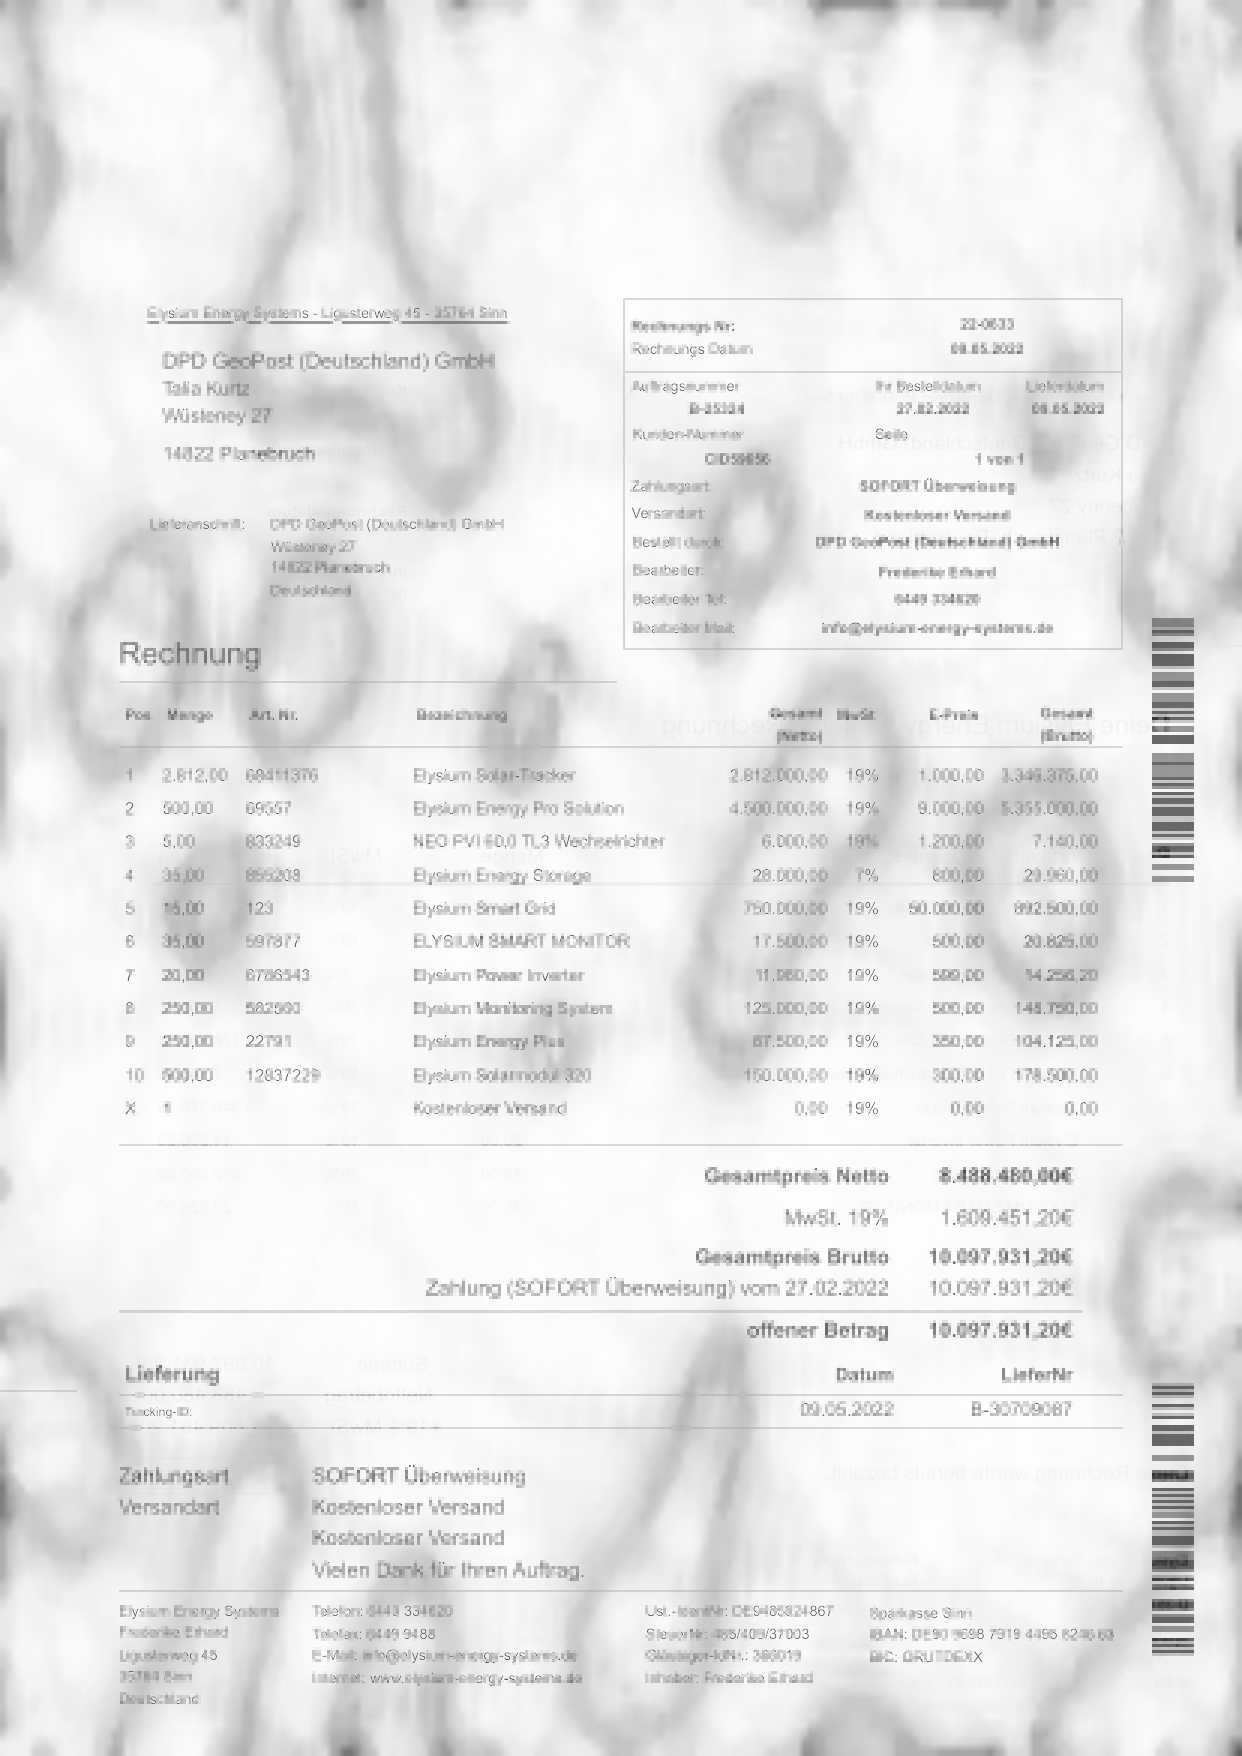 Elysium Energy Systems - Ligusterweg 45 - 35764 Sinn
DPD GeoPost (Deutschland) GmbH
Talia Kurtz
Wüsteney 27
14822 Planebruch
Lieferanschrift: DPD GeoPost (Deutschland) GmbH
Wüsteney 27
14822 Planebruch
Deutschland
Rechnungs Nr: 22-0633
Rechnungs Datum 09.05.2022
Auftragsnummer Ihr Bestelldatum Lieferdatum
B-25324 27.02.2022 09.05.2022
Kunden-Nummer Seite
CID59656 1 von 1
Zahlungsart: SOFORT Überweisung
Versandart: Kostenloser Versand
Bestellt durch: DPD GeoPost (Deutschland) GmbH
Bearbeiter: Frederike Erhard
Bearbeiter Tel: 6449 334620
Bearbeiter Mail: info@elysium-energy-systems.de
Rechnung
Pos Menge Art. Nr. Bezeichnung Gesamt (Netto) MwSt E-Preis Gesamt (Brutto)
1 2.812,00 68411376 Elysium Solar-Tracker 2.812.000,00 19% 1.000,00 3.346.375,00
2 500,00 69557 Elysium Energy Pro Solution 4.500.000,00 19% 9.000,00 5.355.000,00
3 5,00 833249 NEO PV160,0 TL3 Wechselrichter 6.000,00 19% 1.200,00 7.140,00
4 35,00 855208 Elysium Energy Storage 28.000,00 7% 800,00 29.960,00
5 15,00 123 Elysium Smart Grid 750.000,00 19% 50.000,00 892.500,00
6 35,00 597877 ELYSIUM SMART MONITOR 17.500,00 19% 500,00 20.825,00
7 20,00 6786543 Elysium Power Inverter 11.980,00 19% 599,00 14.256,20
8 250,00 582560 Elysium Monitoring System 125.000,00 19% 500,00 148.750,00
9 250,00 22791 Elysium Energy Plus 87.500,00 19% 350,00 104.125,00
10 500,00 12837229 Elysium Solarmodul 320 150.000,00 19% 300,00 178.500,00
X 1 Kostenloser Versand 0,00 19% 0,00 0,00
Gesamtpreis Netto 8.488.480,00€
MwSt. 19% 1.609.451,20€
Gesamtpreis Brutto 10.097.931,20€
Zahlung (SOFORT Überweisung) vom 27.02.2022 10.097.931,20€
offener Betrag 10.097.931,20€
Lieferung Datum LieferNr
Tracking-ID: 09.05.2022 B-30709087
Zahlungsart SOFORT Überweisung
Versandart Kostenloser Versand
Kostenloser Versand
Vielen Dank für Ihren Auftrag.
Elysium Energy Systems
Frederike Erhard
Ligusterweg 45
35764 Sinn
Deutschland
Telefon: 6449 334620
Telefax: 6449 9488
E-Mail: info@elysium-energy-systems.de
Internet: www.elysium-energy-systems.de
Ust.-IdentNr: DE9485824867
SteuerNr: 465/409/37003
Gläubiger-IdNr.: 386019
Inhaber: Frederike Erhard
Sparkasse Sinn
IBAN: DE90 9698 7919 4495 8246 63
BIC: GRUTDEXX